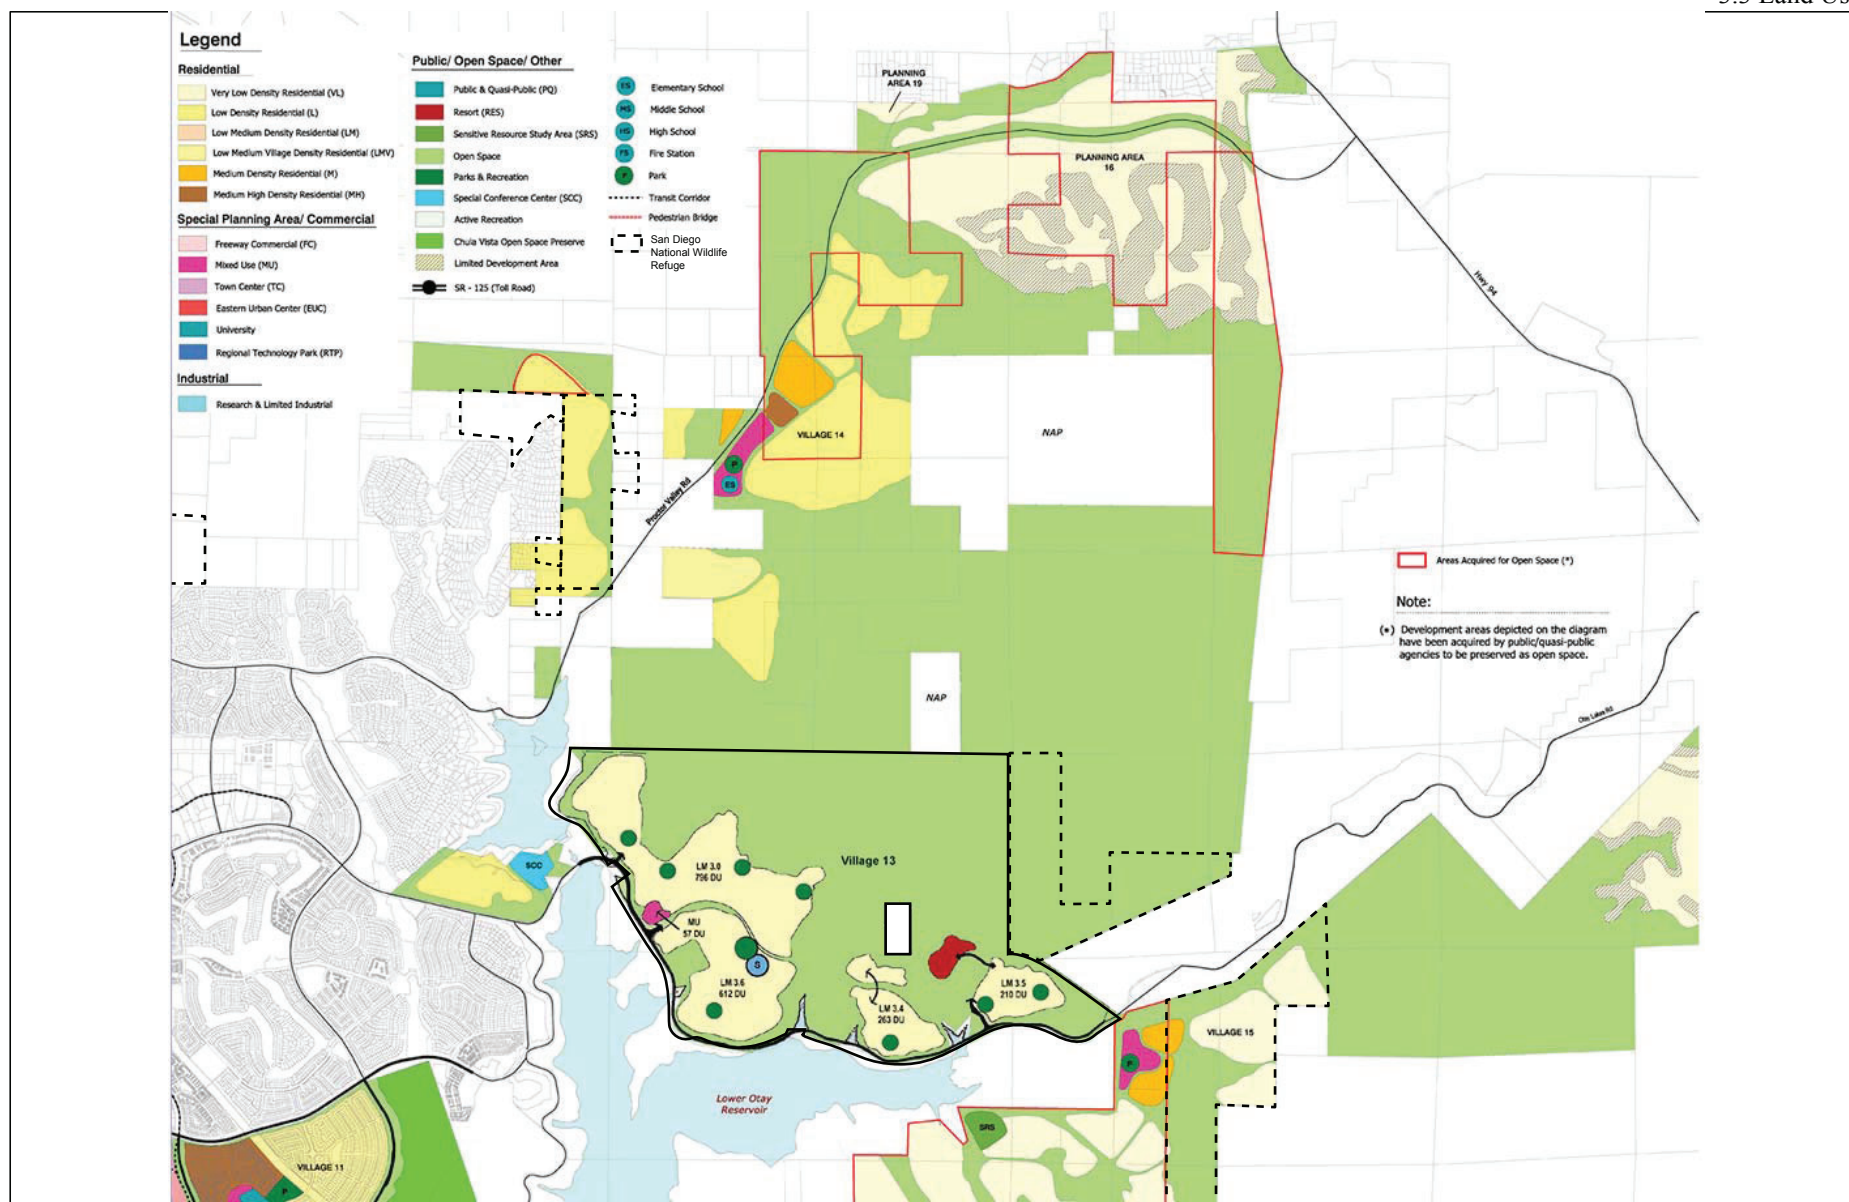 3.3 Land Us
Legend
Residential
Very Low Density Residential (VL)
Low Density Residential (L)
Low Medium Density Residential (LM)
Low Medium Village Density Residential (LMV)
Medium Density Residential (M)
Medium High Density Residential (MH)
Special Planning Area/ Commercial
Freeway Commercial (FC)
Mixed Use (MU)
Town Center (TC)
Eastern Urban Center (EUC)
University
Regional Technology Park (RTP)
Industrial
Research & Limited Industrial
Public/ Open Space/ Other
Public & Quasi-Public (PQ)
Resort (RES)
Sensitive Resource Study Area (SRS)
Open Space
Parks & Recreation
Special Conference Center (SCC)
Active Recreation
Chula Vista Open Space Preserve
Limited Development Area
SR - 125 (Toll Road)
ES Elementary School
MS Middle School
HS High School
FS Fire Station
P Park
Transit Corridor
Pedestrian Bridge
San Diego
National Wildlife
Refuge
PLANNING
AREA 19
PLANNING AREA
16
Hwy 94
VILLAGE 14
NAP
P
ES
Proctor Valley Rd
Areas Acquired for Open Space (*)
Note:
(*) Development areas depicted on the diagram
have been acquired by public/quasi-public
agencies to be preserved as open space.
NAP
Otay Lakes Rd
SCC
LM 3.0
796 DU
Village 13
MU
57 DU
S
LM 3.6
612 DU
LM 3.4
263 DU
LM 3.5
210 DU
VILLAGE 15
P
Lower Otay
Reservoir
SRS
VILLAGE 11
P